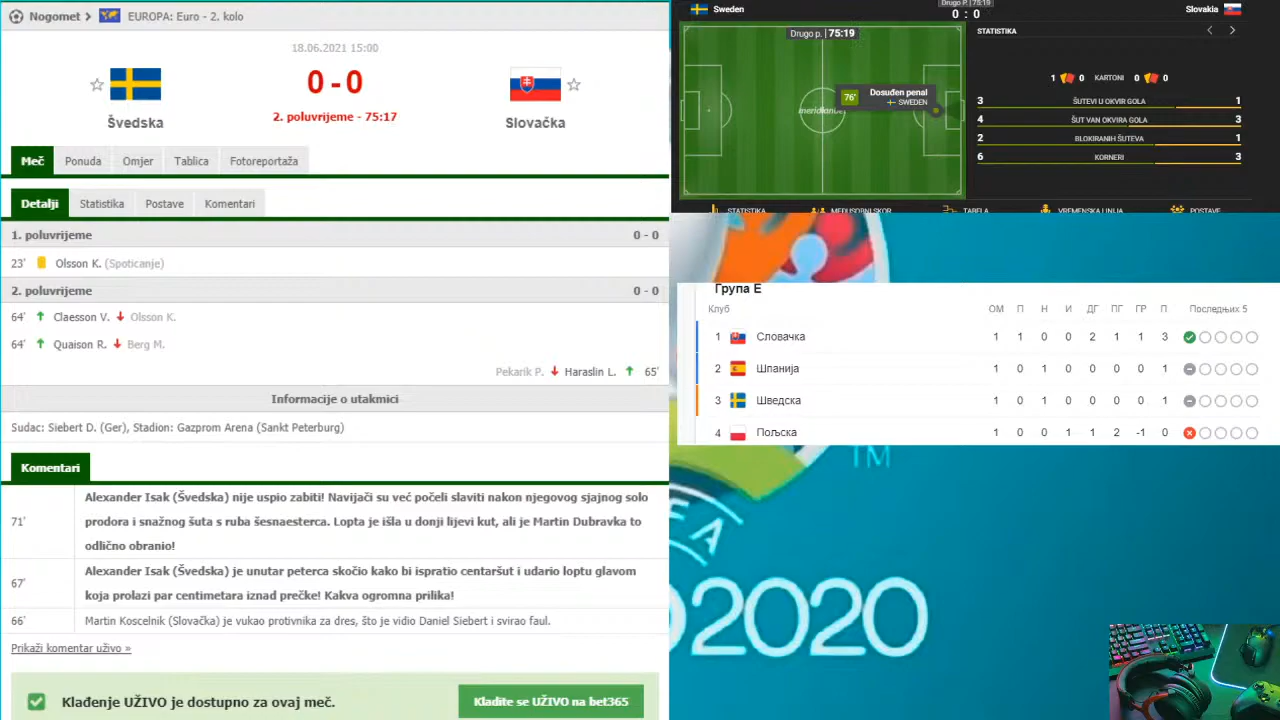 Nogomet > EUROPA: Euro - 2. kolo
18.06.2021 15:00
0 - 0
2. poluvrijeme - 75:17
Švedska
Slovačka
Meč Ponuda Omjer Tablica Fotoreportaža
Detalji Statistika Postave Komentari
1. poluvrijeme 0 - 0
23' Olsson K. (Spoticanje)
2. poluvrijeme 0 - 0
64' Claesson V. Olsson K.
64' Quaison R. Berg M.
Pekarik P. Haraslin L. 65'
Informacije o utakmici
Sudac: Siebert D. (Ger), Stadion: Gazprom Arena (Sankt Peterburg)
Komentari
71' Alexander Isak (Švedska) nije uspio zabiti! Navijači su već počeli slaviti nakon njegovog sjajnog solo
prodora i snažnog šuta s ruba šesnaesterca. Lopta je išla u donji lijevi kut, ali je Martin Dubravka to
odlično obranio!
67' Alexander Isak (Švedska) je unutar peterca skočio kako bi ispratio centaršut i udario loptu glavom
koja prolazi par centimetara iznad prečke! Kakva ogromna prilika!
66' Martin Koscelnik (Slovačka) je vukao protivnika za dres, što je vidio Daniel Siebert i svirao faul.
Prikaži komentar uživo »
Klađenje UŽIVO je dostupno za ovaj meč.
Kladite se UŽIVO na bet365
Sweden
Drugo P. | 75:19
0 : 0
Slovakia
Drugo p. | 75:19
76' Dosuđen penal
SWEDEN
STATISTIKA
1 0 KARTONI 0 0
3 ŠUTEVI U OKVIR GOLA 1
4 ŠUT VAN OKVIRA GOLA 3
2 BLOKIRANIH ŠUTEVA 1
6 KORNERI 3
STATISTIKA MEĐUSOBNI SKOR TABELA VREMENSKA LINIJA POSTAVE
Група Е
Клуб ОМ П Н И ДГ ПГ ГР П Последњих 5
1 Словачка 1 1 0 0 2 1 1 3
2 Шпанија 1 0 1 0 0 0 0 1
3 Шведска 1 0 1 0 0 0 0 1
4 Пољска 1 0 0 1 1 2 -1 0
TM
FA
2020